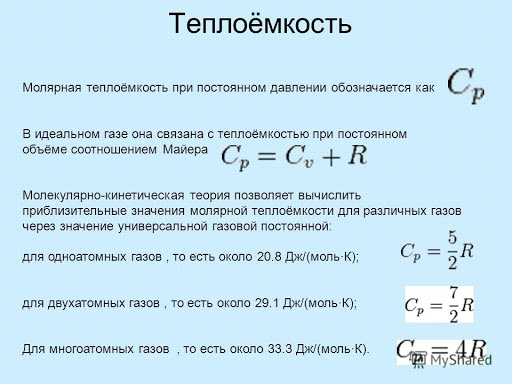 Теплоёмкость
Молярная теплоёмкость при постоянном давлении обозначается как C_p
В идеальном газе она связана с теплоёмкостью при постоянном
объёме соотношением Майера C_p = C_v + R
Молекулярно-кинетическая теория позволяет вычислить
приблизительные значения молярной теплоёмкости для различных газов
через значение универсальной газовой постоянной:
для одноатомных газов , то есть около 20.8 Дж/(моль·К); C_p = 5/2 R
для двухатомных газов , то есть около 29.1 Дж/(моль·К); C_p = 7/2 R
Для многоатомных газов , то есть около 33.3 Дж/(моль·К). C_p = 4R
MyShared